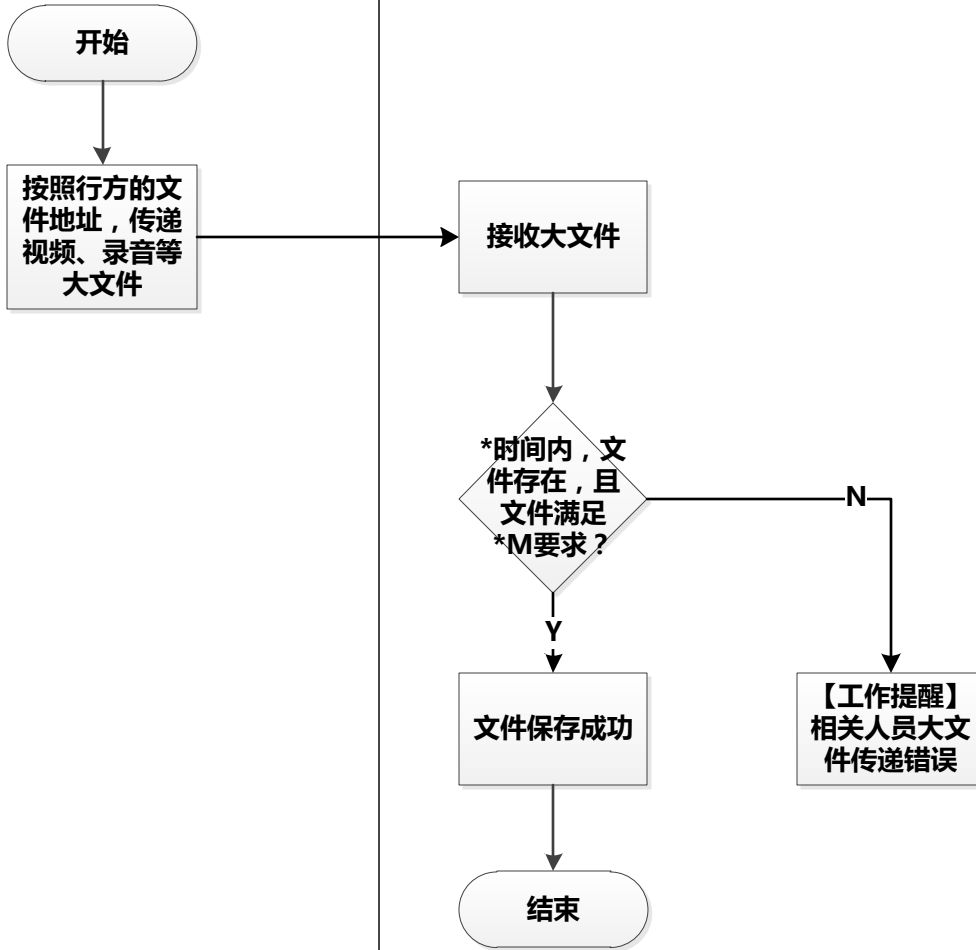 开始
按照行方的文
件地址，传递
视频、录音等
大文件
接收大文件
*时间内，文
件存在，且
文件满足
*M要求？
N
Y
文件保存成功
【工作提醒】
相关人员大文
件传递错误
结束